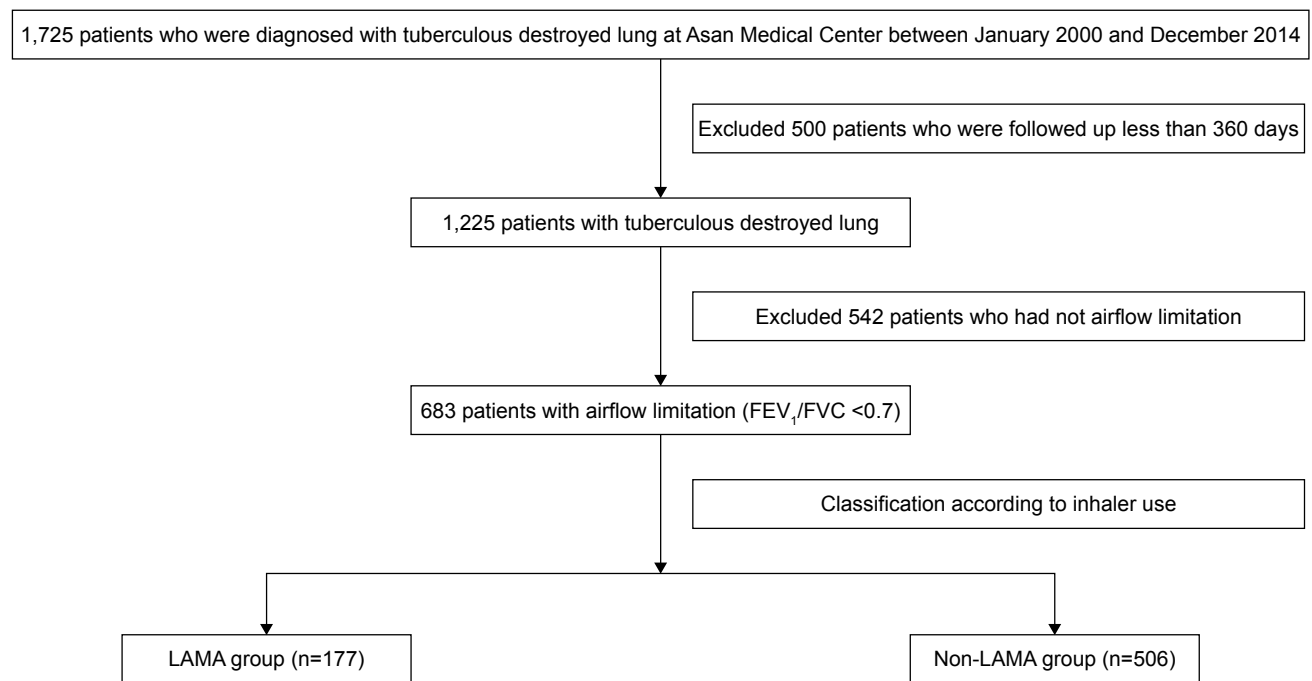 1,725 patients who were diagnosed with tuberculous destroyed lung at Asan Medical Center between January 2000 and December 2014
Excluded 500 patients who were followed up less than 360 days
1,225 patients with tuberculous destroyed lung
Excluded 542 patients who had not airflow limitation
683 patients with airflow limitation (FEV₁/FVC <0.7)
Classification according to inhaler use
LAMA group (n=177)
Non-LAMA group (n=506)